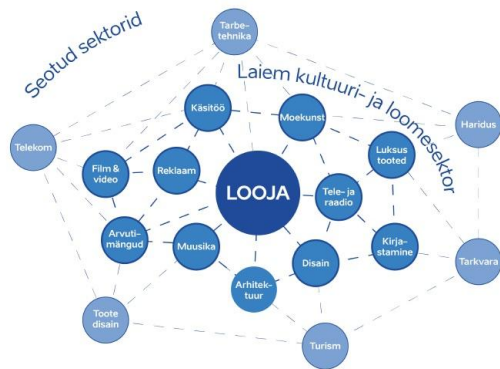 Seotud sektorid
Tarbe-
tehnika
Laiem kultuuri- ja loomesektor
Käsitöö
Moekunst
Haridus
Telekom
Film &
video
Reklaam
LOOJA
Luksus
tooted
Tele- ja
raadio
Arvuti-
mängud
Muusika
Disain
Kirja-
stamine
Tarkvara
Arhitek-
tuur
Toote
disain
Turism